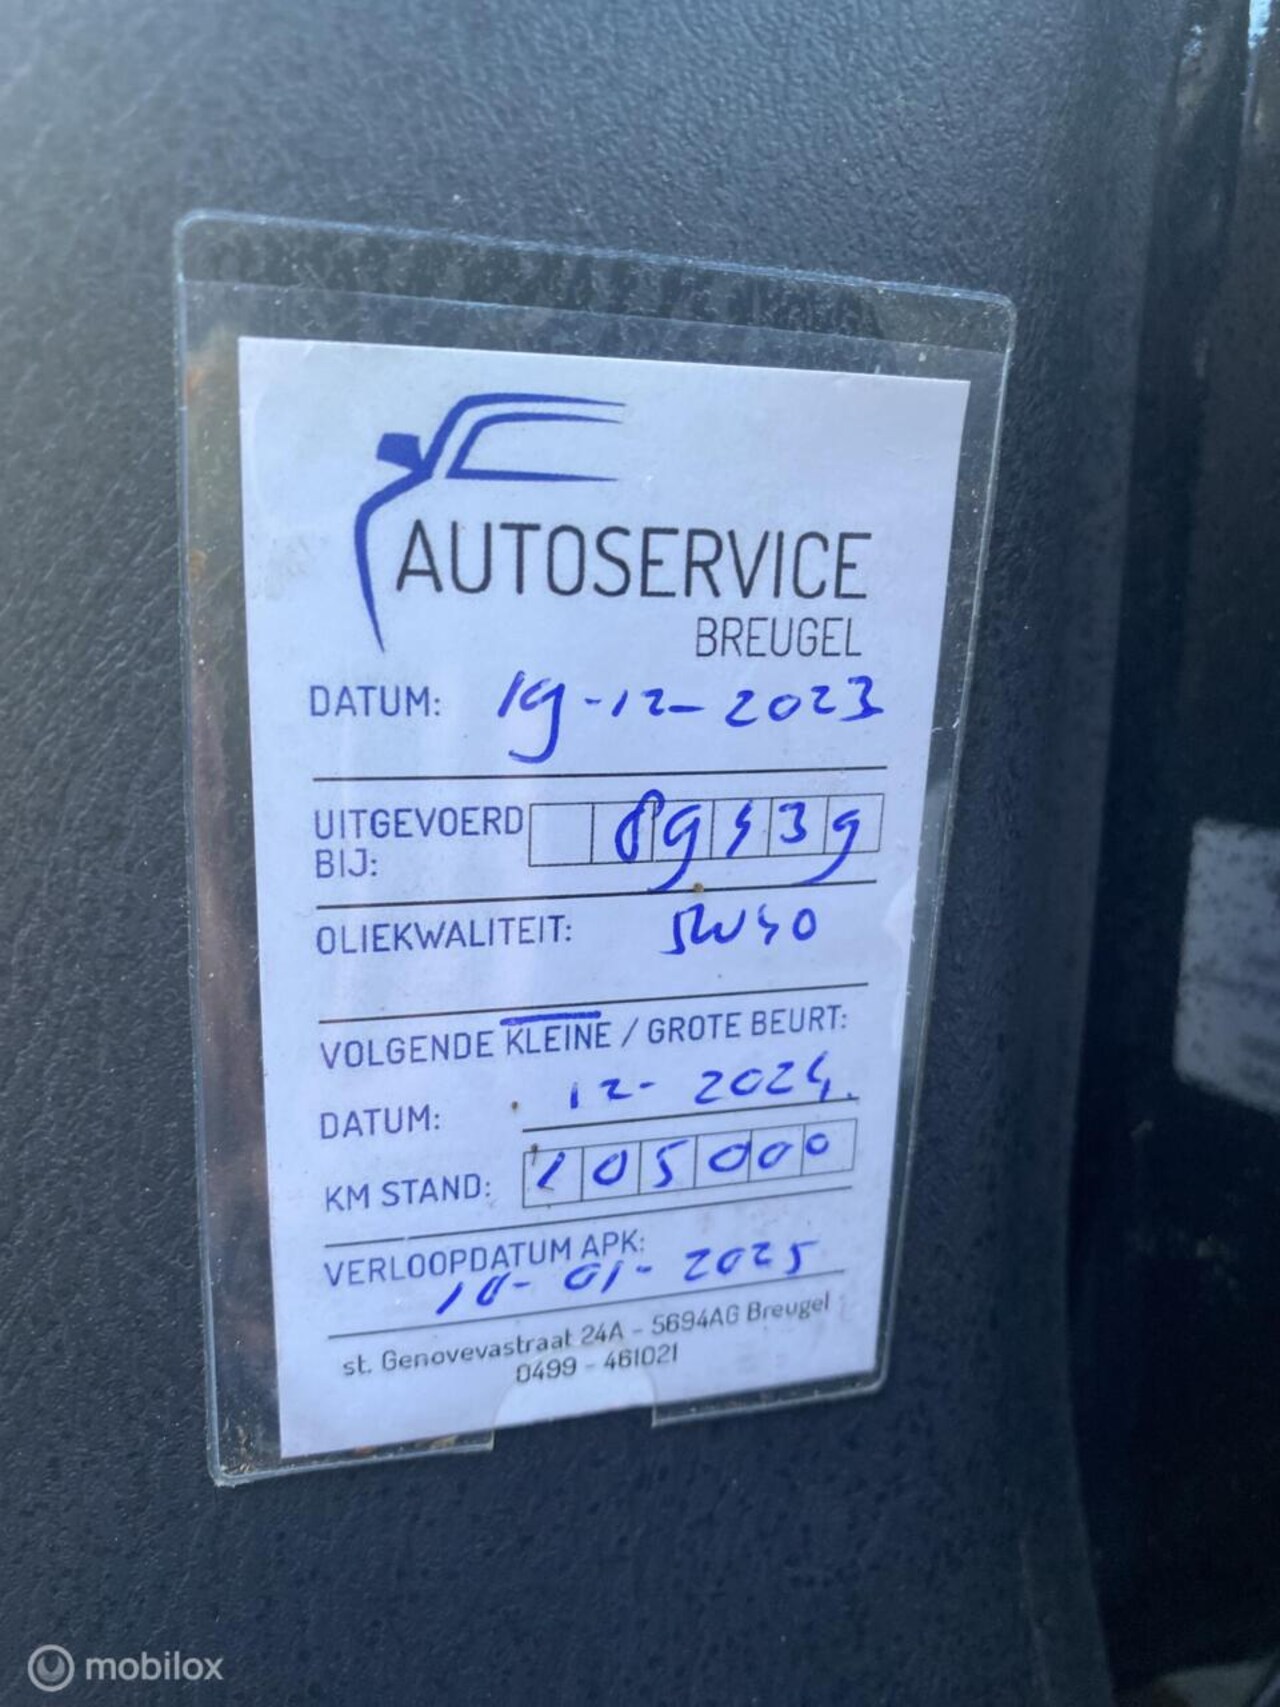 AUTOSERVICE
BREUGEL
DATUM: 19-12-2023
UITGEVOERD 89439
BIJ:
OLIEKWALITEIT: 5W40
VOLGENDE KLEINE / GROTE BEURT:
DATUM: 12-2024.
KM STAND: 105000
VERLOOPDATUM APK:
10-01-2025
st. Genovevastraat 24A - 5694AG Breugel
0499 - 461021
mobilox